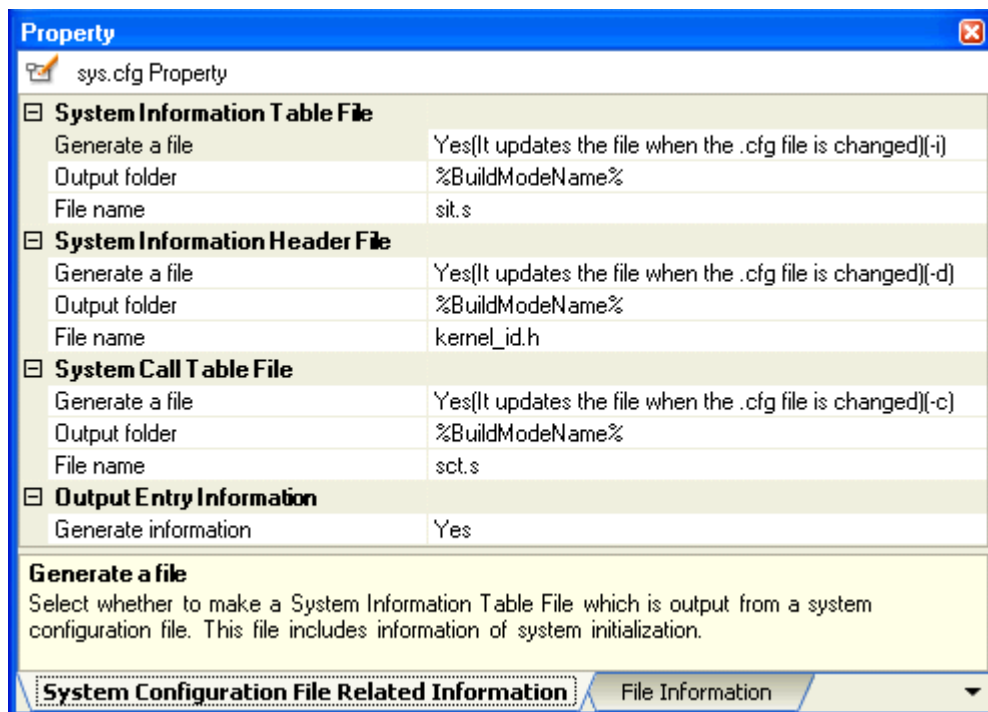 Property
sys.cfg Property
System Information Table File
Generate a file Yes(It updates the file when the .cfg file is changed)(-i)
Output folder %BuildModeName%
File name sit.s
System Information Header File
Generate a file Yes(It updates the file when the .cfg file is changed)(-d)
Output folder %BuildModeName%
File name kernel_id.h
System Call Table File
Generate a file Yes(It updates the file when the .cfg file is changed)(-c)
Output folder %BuildModeName%
File name sct.s
Output Entry Information
Generate information Yes
Generate a file
Select whether to make a System Information Table File which is output from a system
configuration file. This file includes information of system initialization.
System Configuration File Related Information File Information